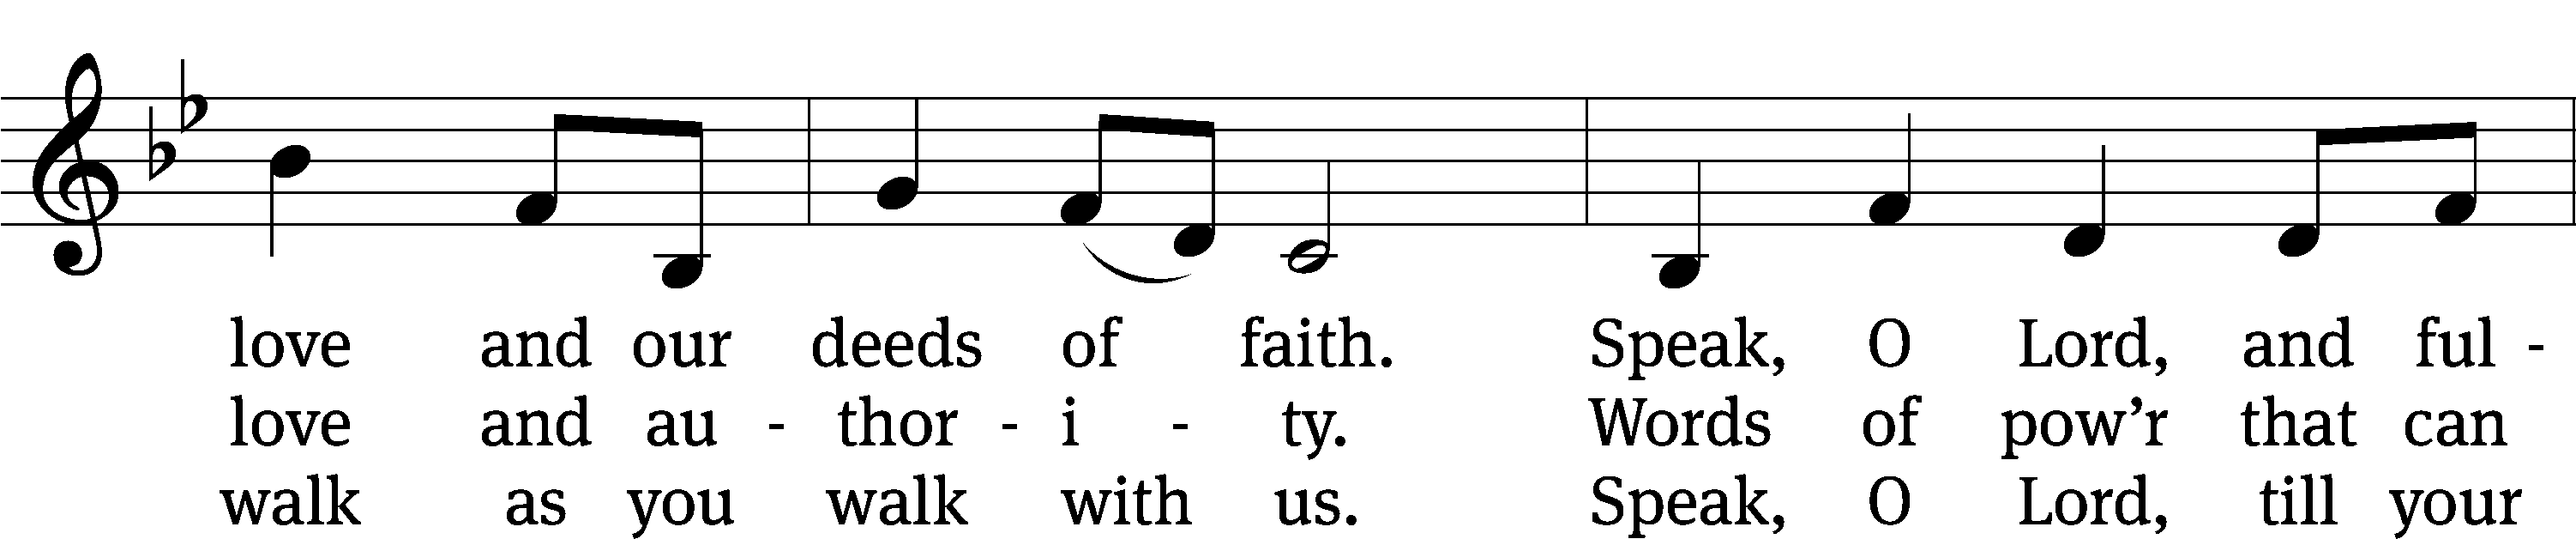 love and our deeds of faith. Speak, O Lord, and ful -
love and au - thor - i - ty. Words of pow’r that can
walk as you walk with us. Speak, O Lord, till your